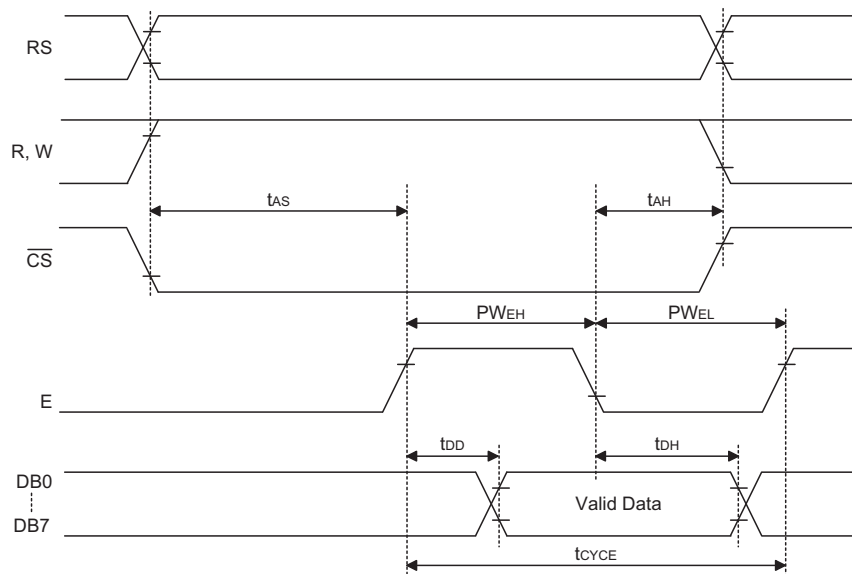 RS
R, W
tAS
tAH
CS
PWEH
PWEL
E
tDD
tDH
DB0
Valid Data
DB7
tCYCE